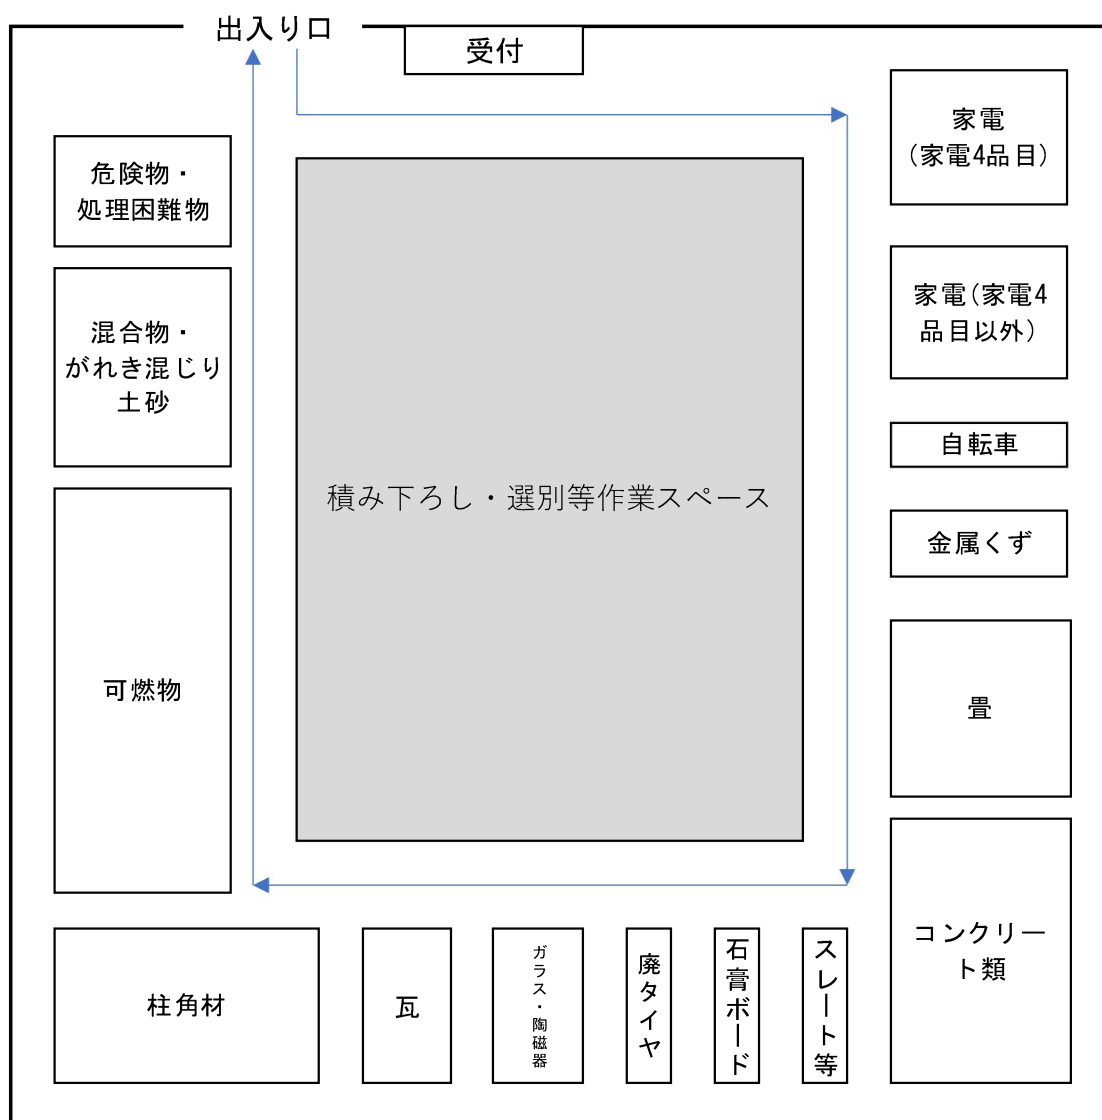 出入り口
受付
家電
（家電4品目）
危険物・
処理困難物
家電（家電4
品目以外）
混合物・
がれき混じり
土砂
自転車
積み下ろし・選別等作業スペース
金属くず
可燃物
畳
コンクリー
ト類
柱角材
瓦
ガラス・陶磁器
廃タイヤ
石膏ボード
スレート等